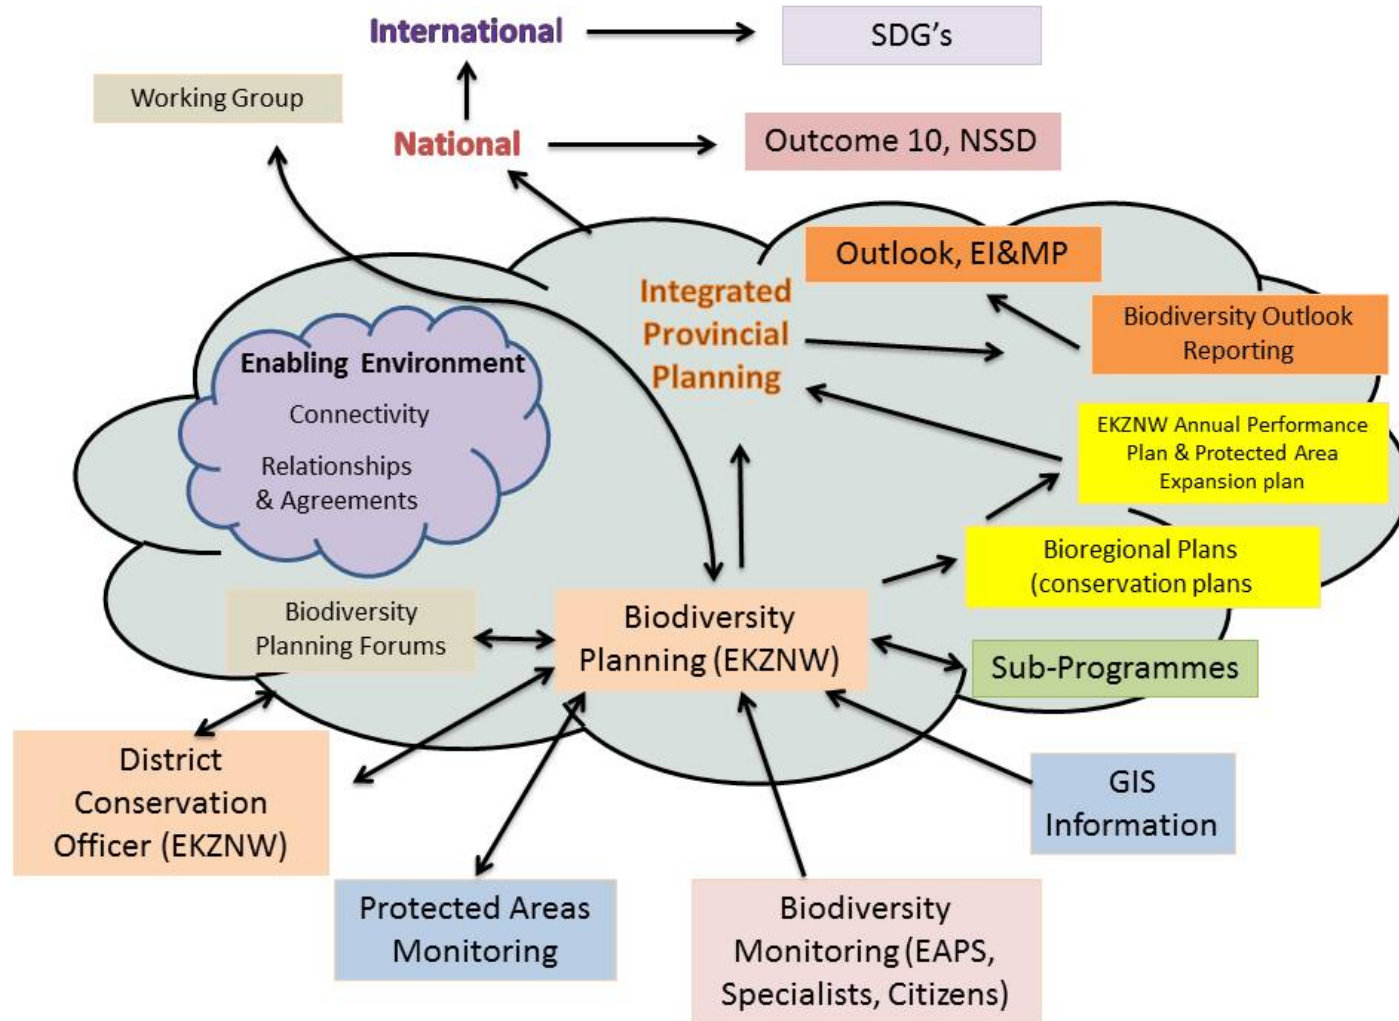 International
SDG's
Working Group
National
Outcome 10, NSSD
Outlook, EI&MP
Integrated
Provincial
Planning
Biodiversity Outlook
Reporting
Enabling Environment
Connectivity
Relationships
& Agreements
EKZNW Annual Performance
Plan & Protected Area
Expansion plan
Bioregional Plans
(conservation plans
Biodiversity
Planning Forums
Biodiversity
Planning (EKZNW)
Sub-Programmes
District
Conservation
Officer (EKZNW)
GIS
Information
Protected Areas
Monitoring
Biodiversity
Monitoring (EAPS,
Specialists, Citizens)